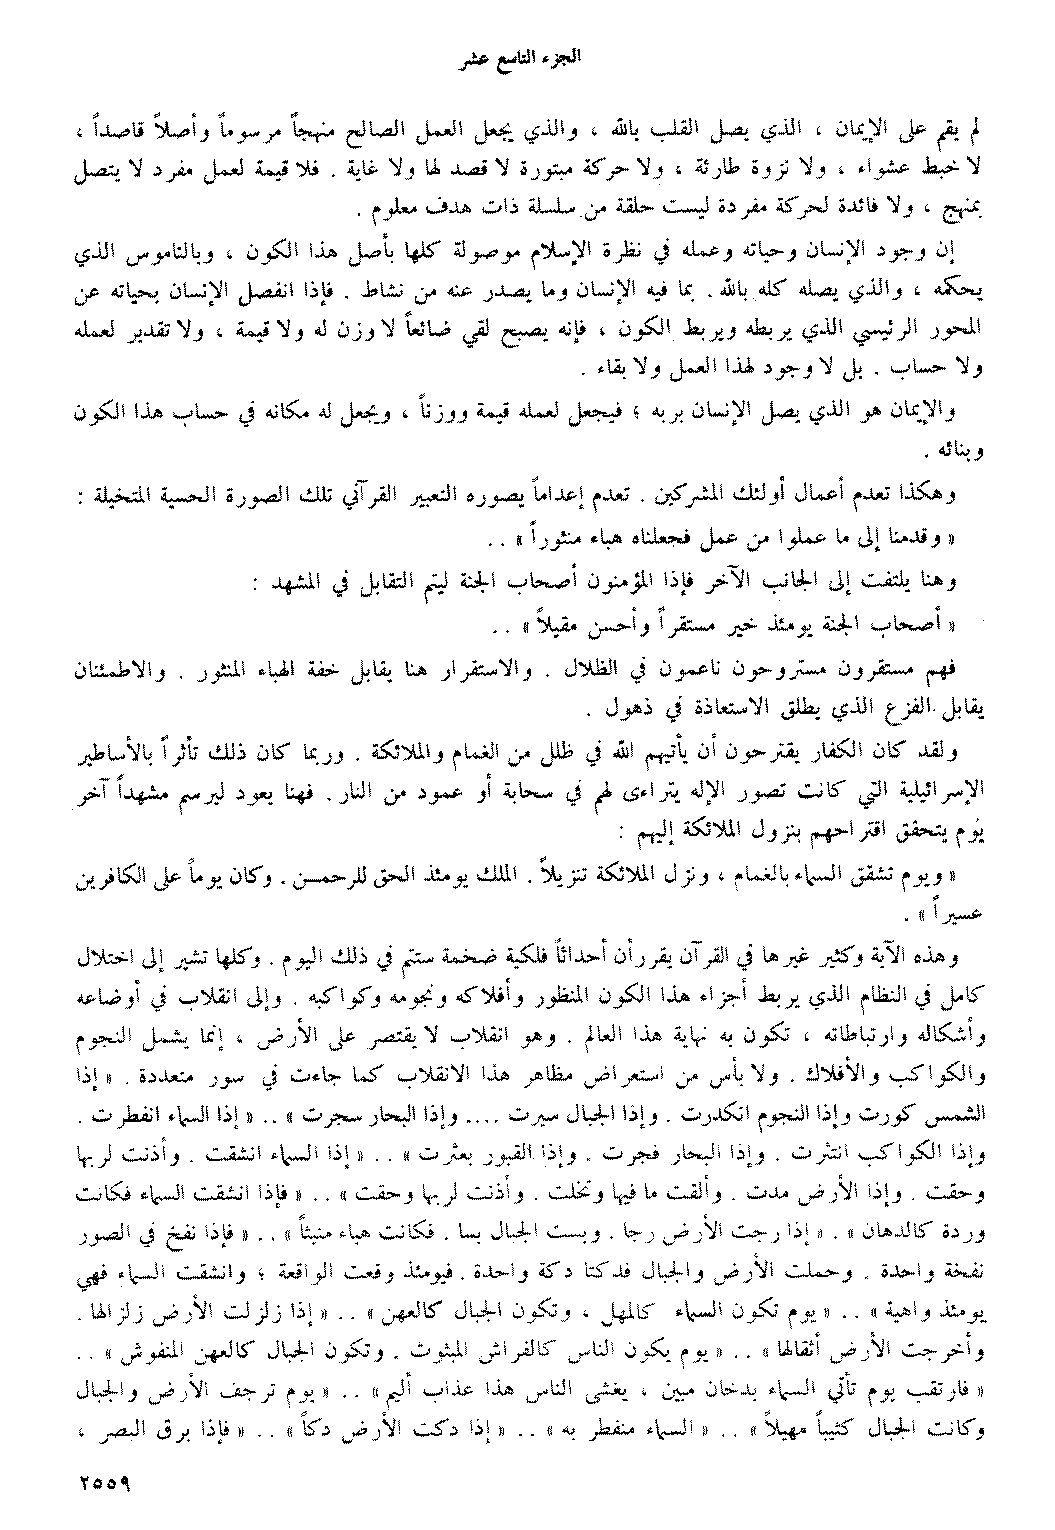 الجزء التاسع عشر
لم يقم على الإيمان ، الذي يصل القلب بالله ، والذي يجعل العمل الصالح منهجاً مرسوماً وأصلاً قاصداً ،
لا خبط عشواء ، ولا نزوة طارئة ، ولا حركة مبتورة لا قصد لها ولا غاية . فلا قيمة لعمل مفرد لا يتصل
بمنهج ، ولا فائدة لحركة مفردة ليست حلقة من سلسلة ذات هدف معلوم .
إن وجود الإنسان وحياته وعمله في نظرة الإسلام موصولة كلها بأصل هذا الكون ، وبالناموس الذي
يحكمه ، والذي يصله كله بالله . بما فيه الإنسان وما يصدر عنه من نشاط . فإذا انفصل الإنسان بحياته عن
المحور الرئيسي الذي يربطه ويربط الكون ، فإنه يصبح لقي ضائعاً لا وزن له ولا قيمة ، ولا تقدير لعمله
ولا حساب . بل لا وجود لهذا العمل ولا بقاء .
والإيمان هو الذي يصل الإنسان بربه ؛ فيجعل لعمله قيمة ووزناً ، ويجعل له مكانه في حساب هذا الكون
وبنائه .
وهكذا تعدم أعمال أولئك المشركين . تعدم إعداماً يصوره التعبير القرآني تلك الصورة الحسية المتخيلة :
« وقدمنا إلى ما عملوا من عمل فجعلناه هباء منثوراً » ..
وهنا يلتفت إلى الجانب الآخر فإذا المؤمنون أصحاب الجنة ليتم التقابل في المشهد :
« أصحاب الجنة يومئذ خير مستقراً وأحسن مقيلاً » ..
فهم مستقرون مستروحون ناعمون في الظلال . والاستقرار هنا يقابل خفة الهباء المنثور . والاطمئنان
يقابل الفزع الذي يطلق الاستعاذة في ذهول .
ولقد كان الكفار يقترحون أن يأتيهم الله في ظلل من الغمام والملائكة . وربما كان ذلك تأثراً بالأساطير
الإسرائيلية التي كانت تصور الإله يتراءى لهم في سحابة أو عمود من النار . فهنا يعود ليرسم مشهداً آخر
يوم يتحقق اقتراحهم بنزول الملائكة إليهم :
« ويوم تشقق السماء بالغمام ، ونزل الملائكة تنزيلاً . الملك يومئذ الحق للرحمن . وكان يوماً على الكافرين
عسيراً » .
وهذه الآية وكثير غيرها في القرآن يقرر أن أحداثاً فلكية ضخمة ستتم في ذلك اليوم . وكلها تشير إلى اختلال
كامل في النظام الذي يربط أجزاء هذا الكون المنظور وأفلاكه ونجومه وكواكبه . وإلى انقلاب في أوضاعه
وأشكاله وارتباطاته ، تكون به نهاية هذا العالم . وهو انقلاب لا يقتصر على الأرض ، إنما يشمل النجوم
والكواكب والأفلاك . ولا بأس من استعراض مظاهر هذا الانقلاب كما جاءت في سور متعددة . « إذا
الشمس كورت وإذا النجوم انكدرت . وإذا الجبال سيرت .... وإذا البحار سجرت » .. « إذا السماء انفطرت .
وإذا الكواكب انتثرت . وإذا البحار فجرت . وإذا القبور بعثرت » .. « إذا السماء انشقت . وأذنت لربها
وحقت . وإذا الأرض مدت . وألقت ما فيها وتخلت . وأذنت لربها وحقت » .. « فإذا انشقت السماء فكانت
وردة كالدهان » . « إذا رجت الأرض رجا . وبست الجبال بسا . فكانت هباء منبثاً » .. « فإذا نفخ في الصور
نفخة واحدة . وحملت الأرض والجبال فدكتا دكة واحدة . فيومئذ وقعت الواقعة ؛ وانشقت السماء فهي
يومئذ واهية » .. « يوم تكون السماء كالمهل ، وتكون الجبال كالعهن » .. « إذا زلزلت الأرض زلزالها .
وأخرجت الأرض أثقالها » .. « يوم يكون الناس كالفراش المبثوث . وتكون الجبال كالعهن المنفوش » ..
« فارتقب يوم تأتي السماء بدخان مبين ، يغشى الناس هذا عذاب أليم » .. « يوم ترجف الأرض والجبال
وكانت الجبال كثيباً مهيلاً » .. « السماء منفطر به » .. « إذا دكت الأرض دكاً » .. « فإذا برق البصر ،
٢٥٥٩